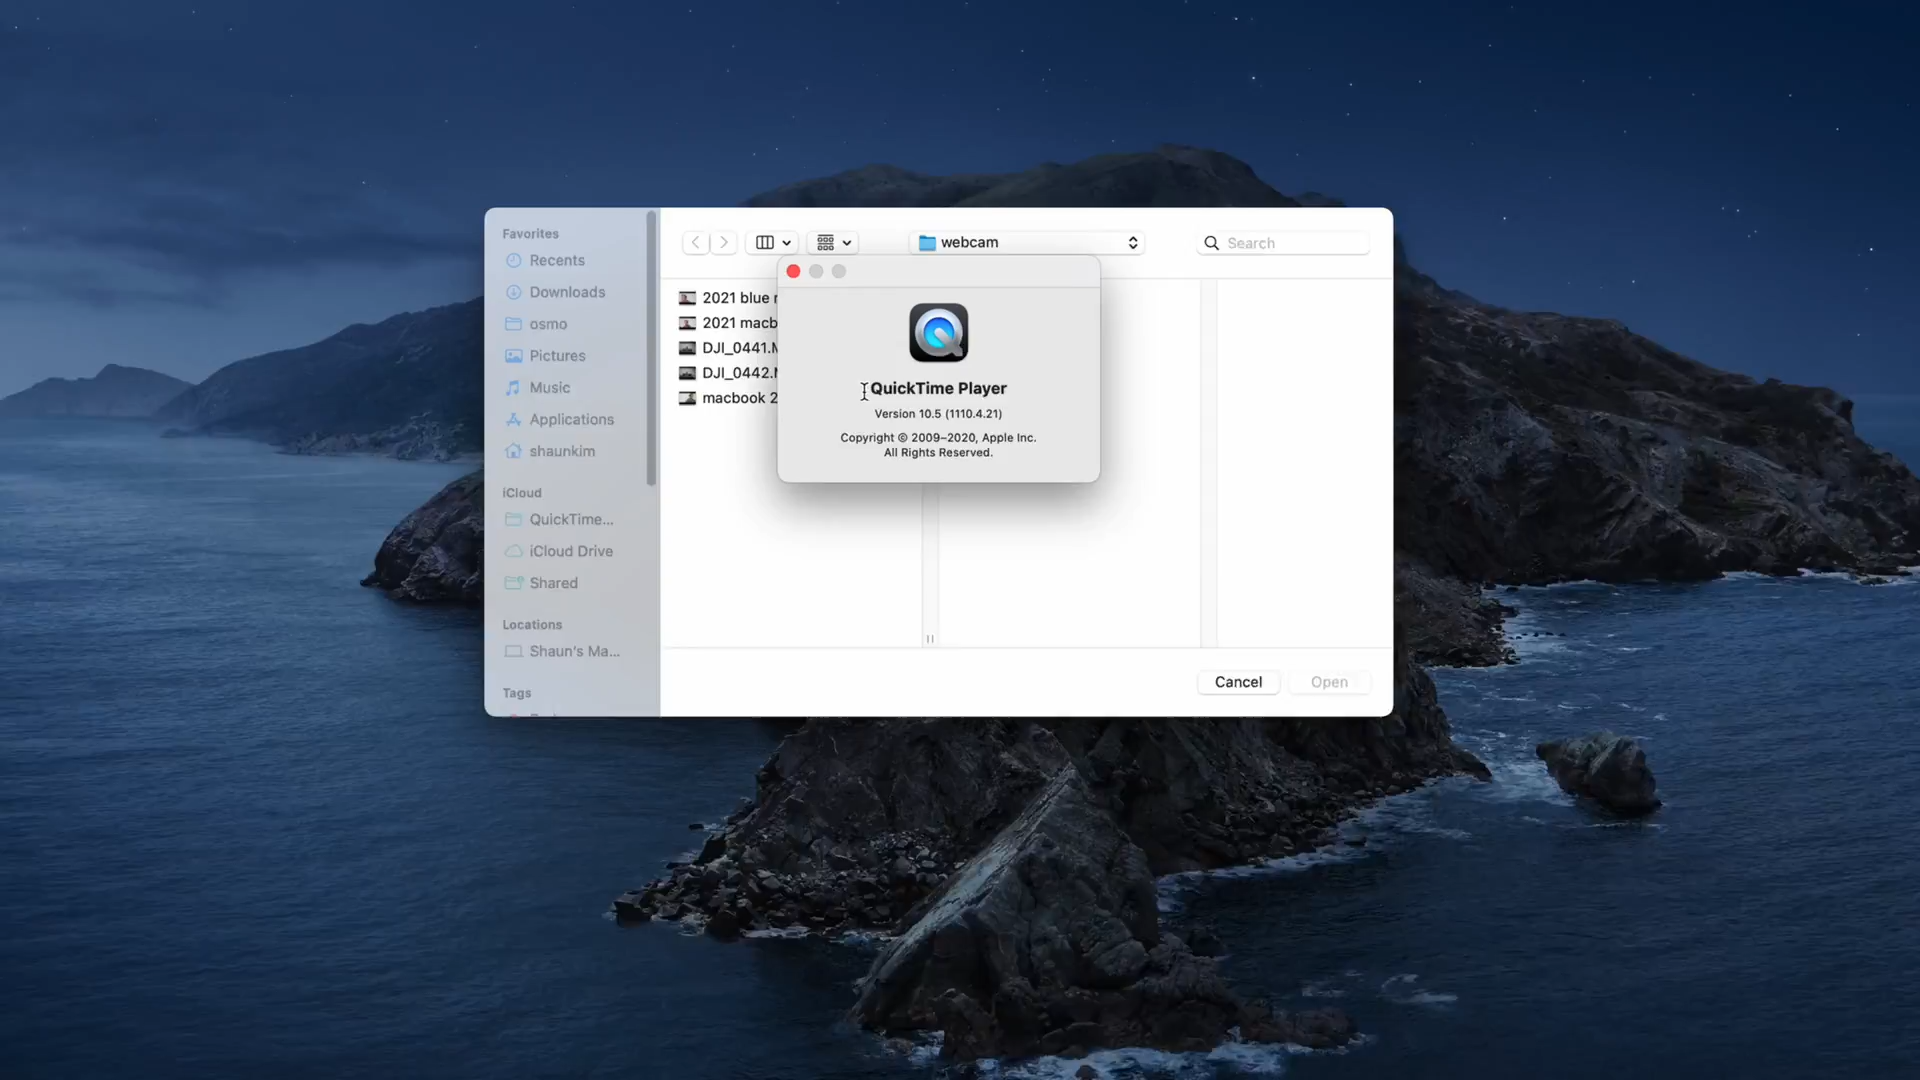 Favorites
Recents
Downloads
osmo
Pictures
Music
Applications
shaunkim
iCloud
QuickTime...
iCloud Drive
Shared
Locations
Shaun's Ma...
Tags
webcam
Search
2021 blue
2021 macb
DJI_0441.
DJI_0442.
macbook 2
QuickTime Player
Version 10.5 (1110.4.21)
Copyright © 2009–2020, Apple Inc.
All Rights Reserved.
Cancel
Open